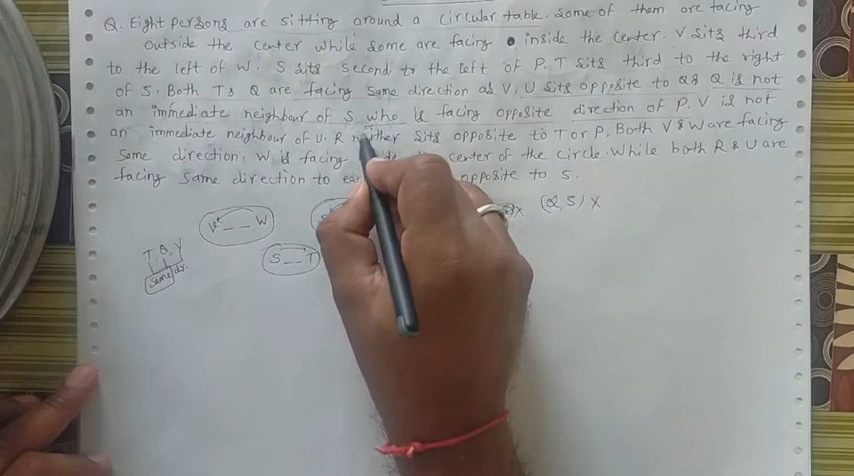 Q. Eight persons are sitting around a circular table. Some of them are facing
outside the center while some are facing inside the center. V sits third
to the left of W. S sits second to the left of P. T sits third to the right
of S. Both T & Q are facing same direction as V. U sits opposite to Q & Q is not
an immediate neighbour of S who is facing opposite direction of P. V is not
an immediate neighbour of U. R neither sits opposite to T or P. Both V & W are facing
same direction. W is facing center of the circle. While both R & U are
facing same direction to opposite to S.
V _ _ W (Q, S) X
T, Q, V
S _ _ T
same dir.